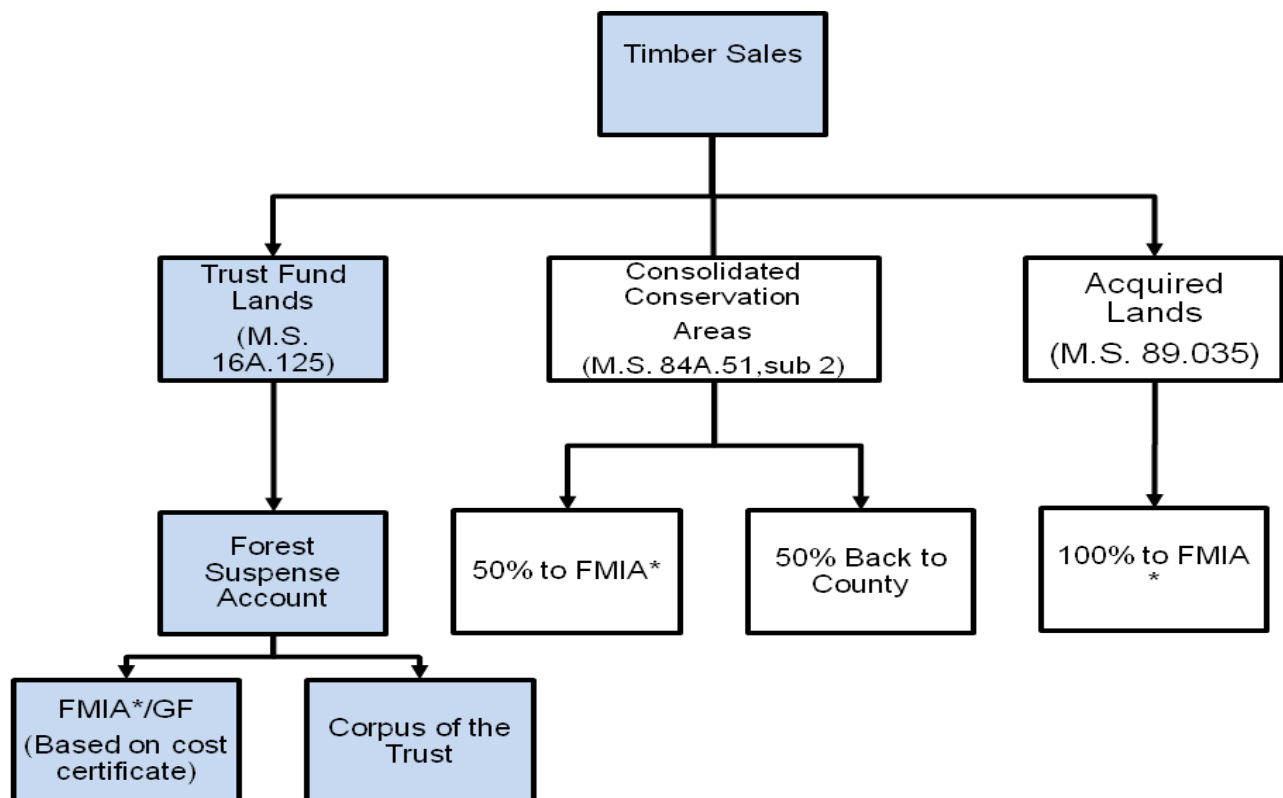 Timber Sales
Trust Fund
Lands
(M.S.
16A.125)
Consolidated
Conservation
Areas
(M.S. 84A.51,sub 2)
Acquired
Lands
(M.S. 89.035)
Forest
Suspense
Account
50% to FMIA*
50% Back to
County
100% to FMIA
*
FMIA*/GF
(Based on cost
certificate)
Corpus of the
Trust